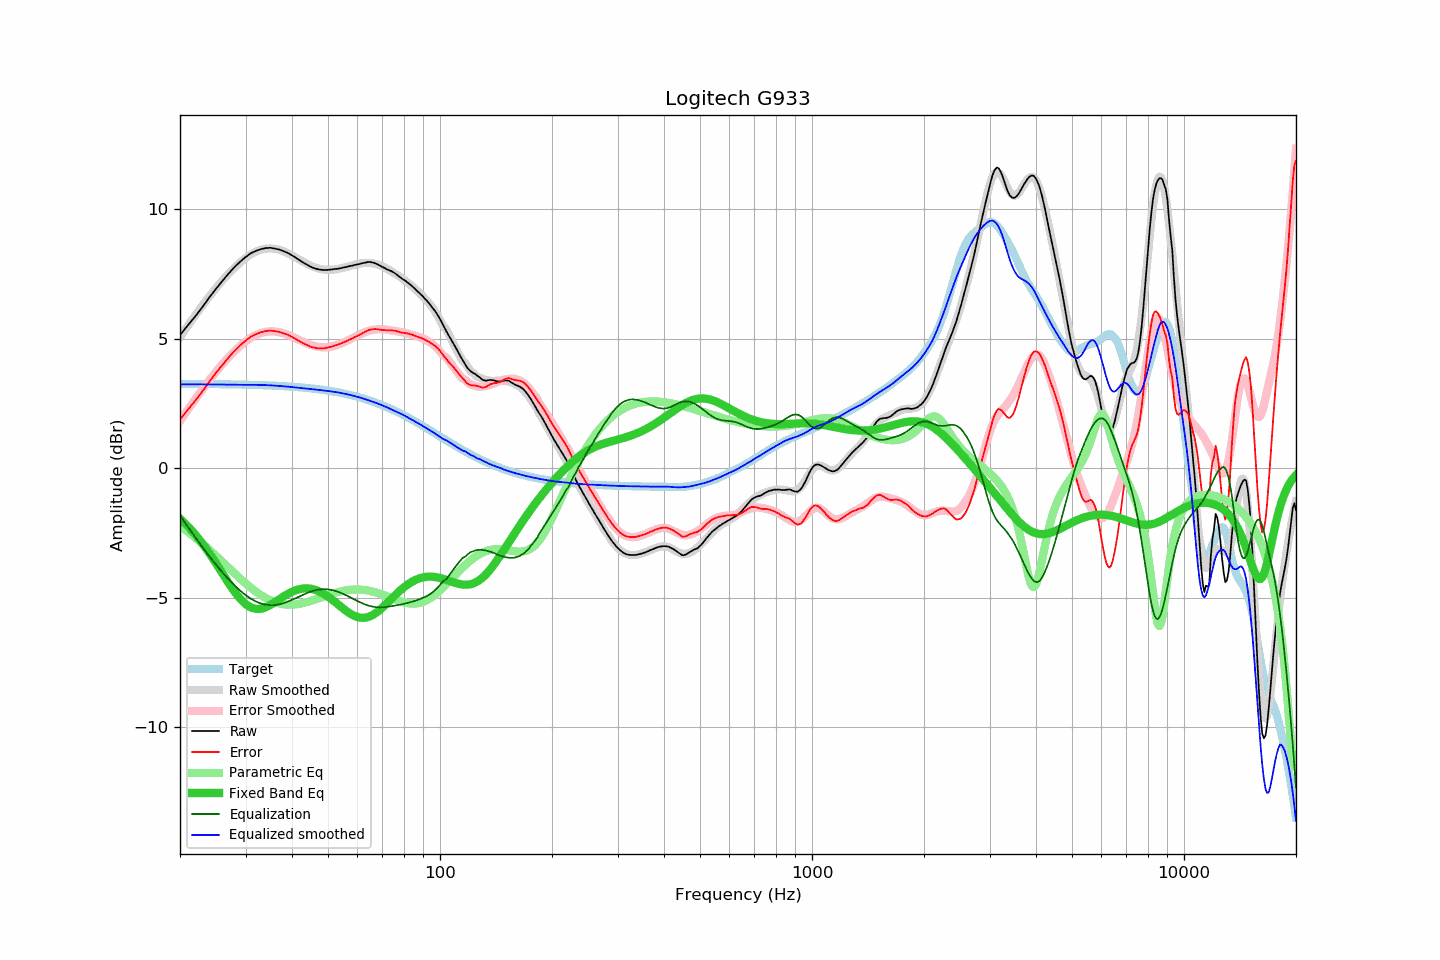 Logitech G933
Amplitude (dBr)
10
5
0
−5
−10
Target
Raw Smoothed
Error Smoothed
Raw
Error
Parametric Eq
Fixed Band Eq
Equalization
Equalized smoothed
100
1000
10000
Frequency (Hz)